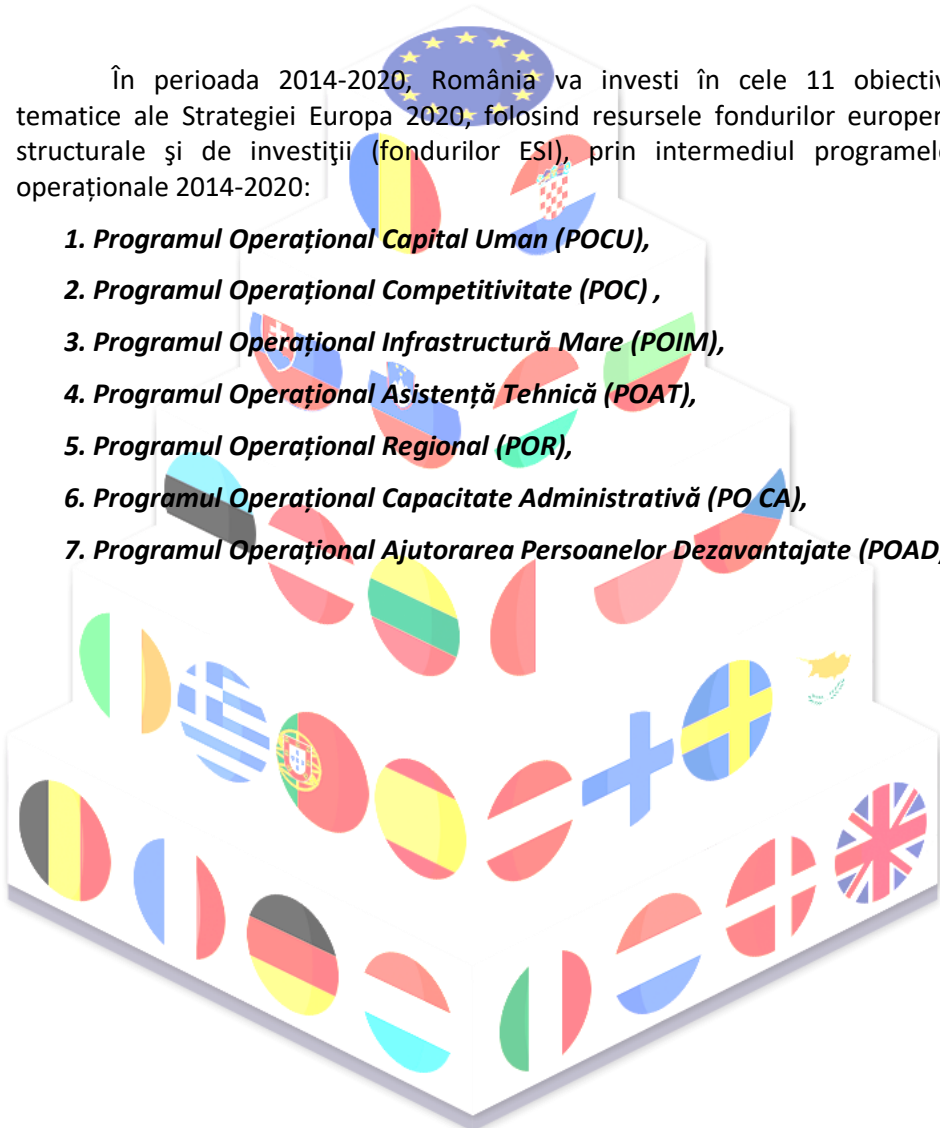 În perioada 2014-2020, România va investi în cele 11 obiectiv
tematice ale Strategiei Europa 2020, folosind resursele fondurilor europen
structurale şi de investiţii (fondurilor ESI), prin intermediul programel
operaționale 2014-2020:
1. Programul Operațional Capital Uman (POCU),
2. Programul Operațional Competitivitate (POC) ,
3. Programul Operațional Infrastructură Mare (POIM),
4. Programul Operațional Asistență Tehnică (POAT),
5. Programul Operațional Regional (POR),
6. Programul Operațional Capacitate Administrativă (PO CA),
7. Programul Operațional Ajutorarea Persoanelor Dezavantajate (POAD)